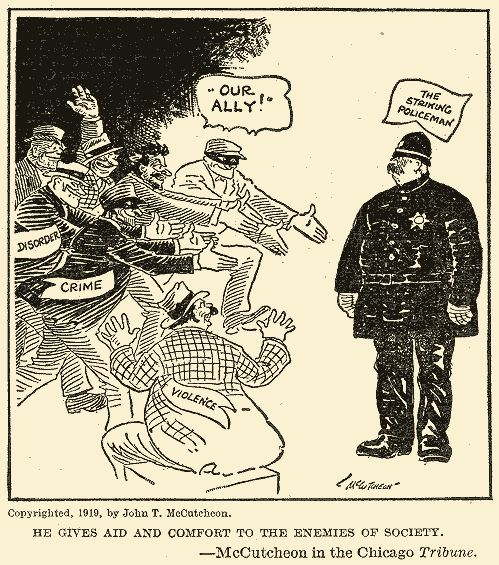 "OUR
ALLY!"
THE
STRIKING
POLICEMAN
DISORDER
CRIME
VIOLENCE
McCUTCHEON
Copyrighted, 1919, by John T. McCutcheon.
HE GIVES AID AND COMFORT TO THE ENEMIES OF SOCIETY.
—McCutcheon in the Chicago Tribune.